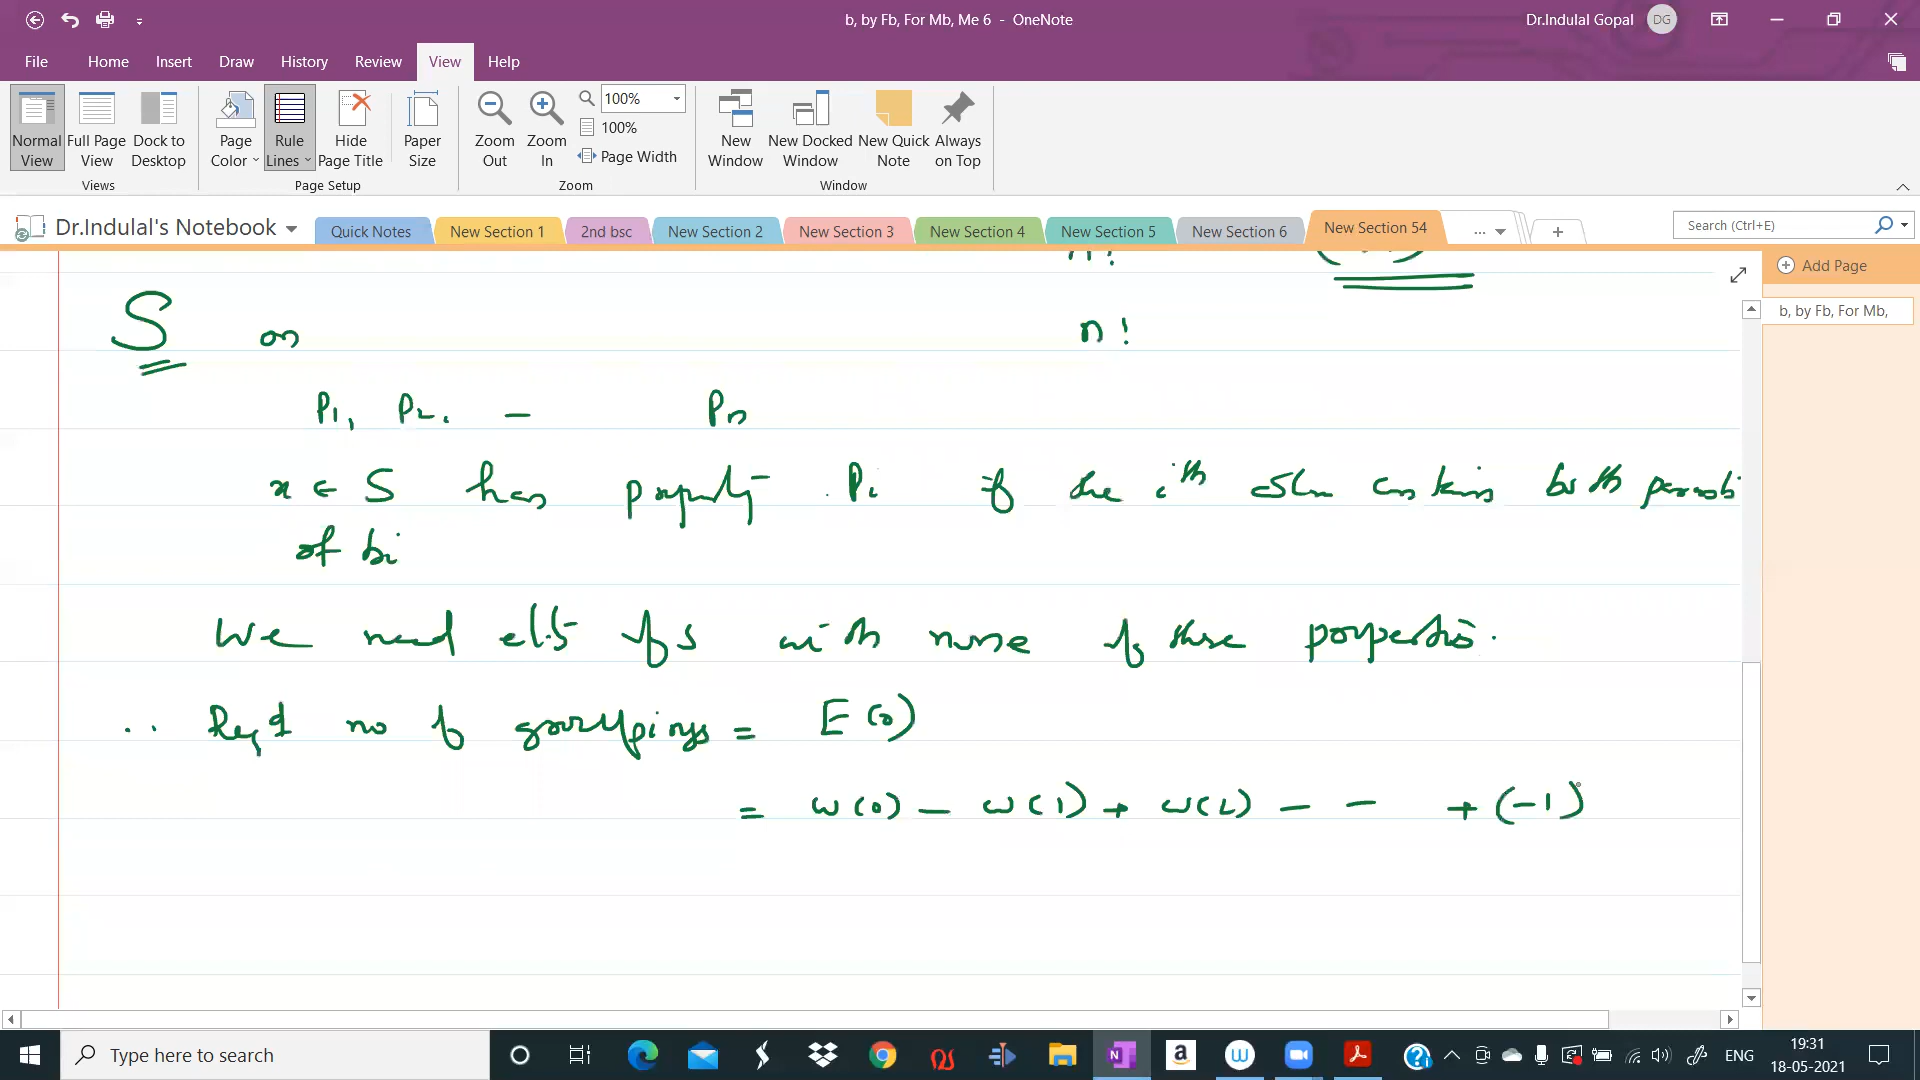 b, by Fb, For Mb, Me 6 - OneNote
Dr.Indulal Gopal DG
File Home Insert Draw History Review View Help
Normal View Full Page View Dock to Desktop Page Color Rule Lines Hide Page Title Paper Size Zoom Out Zoom In 100% 100% Page Width New Window New Docked Window New Quick Note Always on Top
Views Page Setup Zoom Window
Dr.Indulal's Notebook Quick Notes New Section 1 2nd bsc New Section 2 New Section 3 New Section 4 New Section 5 New Section 6 New Section 54 ... + Search (Ctrl+E)
Add Page
b, by Fb, For Mb,
n!
S on n!
P1, P2, – Pn
x ∈ S has property Pi if the ith column contains both parents
of bi
We need elts of S with none of these properties.
∴ Reqd no of grouppings = E(0)
= w(0) – w(1) + w(2) – – + (-1)
Type here to search
ENG
19:31
18-05-2021